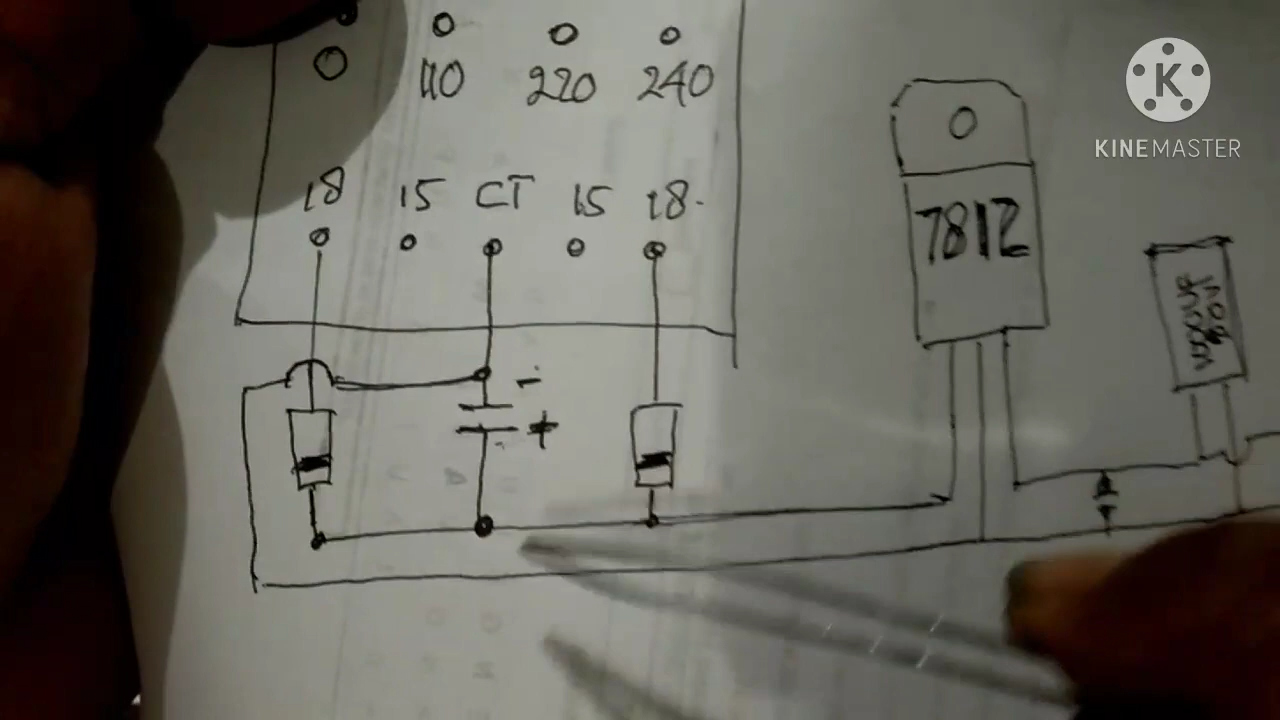 110 220 240
18 15 CT 15 18.
- +
7812
K
KINEMASTER